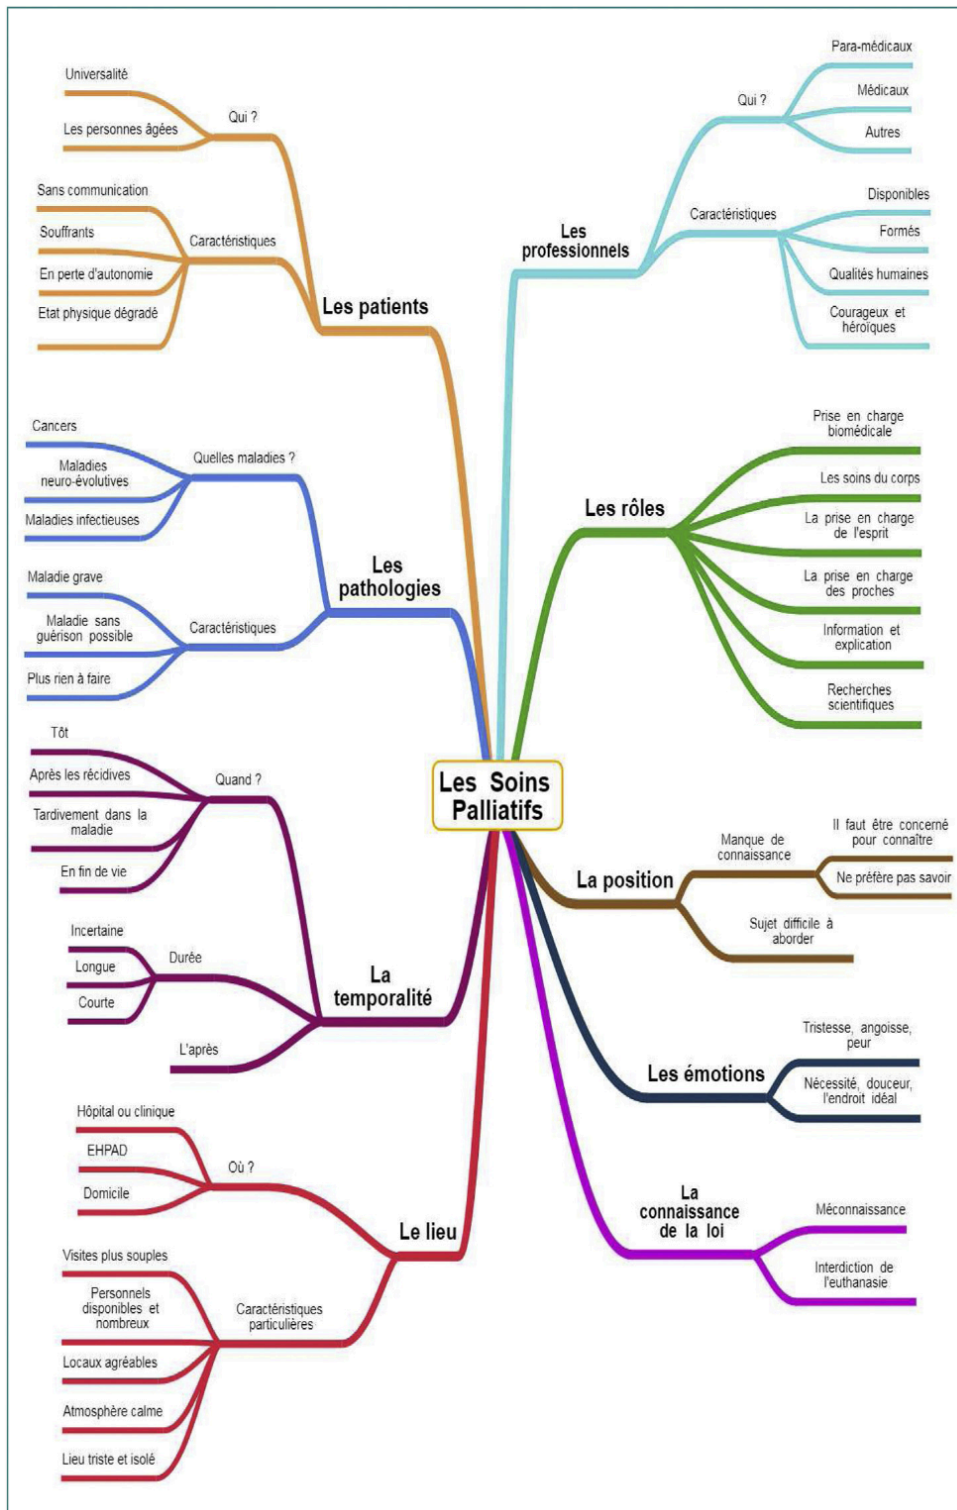 Universalité
Les personnes âgées
Qui ?
Sans communication
Souffrants
En perte d'autonomie
Etat physique dégradé
Caractéristiques
Les patients
Cancers
Maladies
neuro-évolutives
Maladies infectieuses
Quelles maladies ?
Maladie grave
Maladie sans
guérison possible
Plus rien à faire
Caractéristiques
Les
pathologies
Tôt
Après les récidives
Tardivement dans la
maladie
En fin de vie
Quand ?
Incertaine
Longue
Courte
Durée
L'après
La
temporalité
Hôpital ou clinique
EHPAD
Domicile
Où ?
Visites plus souples
Personnels
disponibles et
nombreux
Locaux agréables
Atmosphère calme
Lieu triste et isolé
Caractéristiques
particulières
Le lieu
Les Soins
Palliatifs
Les
professionnels
Qui ?
Para-médicaux
Médicaux
Autres
Caractéristiques
Disponibles
Formés
Qualités humaines
Courageux et
héroïques
Les rôles
Prise en charge
biomédicale
Les soins du corps
La prise en charge
de l'esprit
La prise en charge
des proches
Information et
explication
Recherches
scientifiques
La position
Manque de
connaissance
Il faut être concerné
pour connaître
Ne préfère pas savoir
Sujet difficile à
aborder
Les émotions
Tristesse, angoisse,
peur
Nécessité, douceur,
l'endroit idéal
La
connaissance
de la loi
Méconnaissance
Interdiction de
l'euthanasie